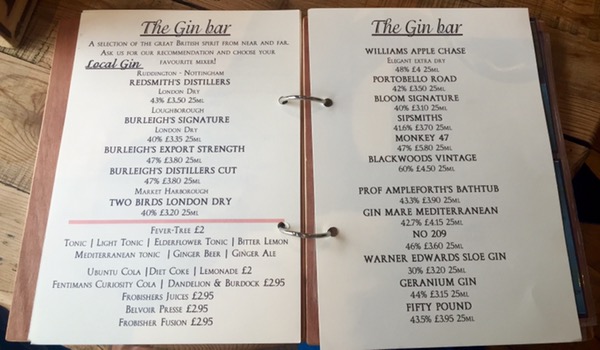 The Gin bar
A selection of the great British spirit from near and far.
Ask us for our recommendation and choose your
favourite mixer!
Local Gin
Ruddington - Nottingham
Redsmith's Distillers
London Dry
43% £3.50 25ml
Loughborough
Burleigh's Signature
London Dry
40% £3.35 25ml
Burleigh's Export Strength
47% £3.80 25ml
Burleigh's Distillers Cut
47% £3.80 25ml
Market Harborough
Two Birds London Dry
40% £3.20 25ml
Fever-Tree £2
Tonic | Light Tonic | Elderflower Tonic | Bitter Lemon
Mediterranean tonic | Ginger Beer | Ginger Ale
Ubuntu Cola |Diet Coke | Lemonade £2
Fentimans Curiosity Cola | Dandelion & Burdock £2.95
Frobishers Juices £2.95
Belvoir Presse £2.95
Frobisher Fusion £2.95
The Gin bar
Williams Apple Chase
Elegant extra dry
48% £4 25ml
Portobello Road
42% £3.50 25ml
Bloom Signature
40% £3.10 25ml
Sipsmiths
41.6% £3.70 25ml
Monkey 47
47% £5.80 25ml
Blackwoods Vintage
60% £4.50 25ml
Prof Ampleforth's Bathtub
43.3% £3.90 25ml
Gin Mare Mediterranean
42.7% £4.15 25ml
No 209
46% £3.60 25ml
Warner Edwards Sloe Gin
30% £3.20 25ml
Geranium Gin
44% £3.15 25ml
Fifty Pound
43.5% £3.95 25ml